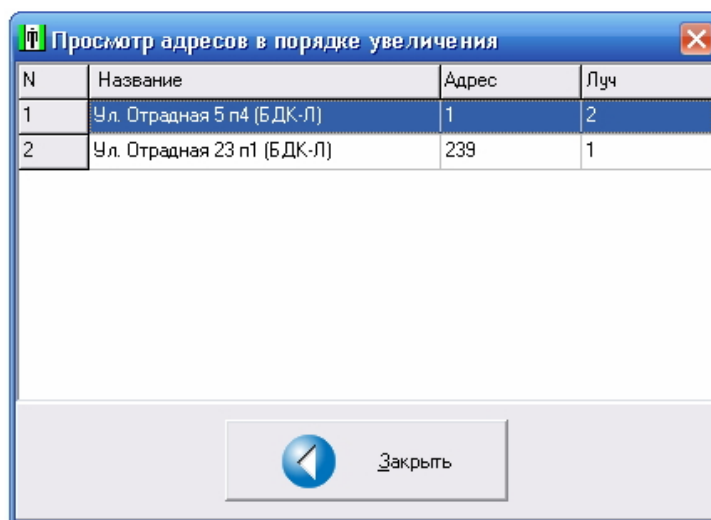 Просмотр адресов в порядке увеличения
N Название Адрес Луч
1 Ул. Отрадная 5 п4 (БДК-Л) 1 2
2 Ул. Отрадная 23 п1 (БДК-Л) 239 1
Закрыть